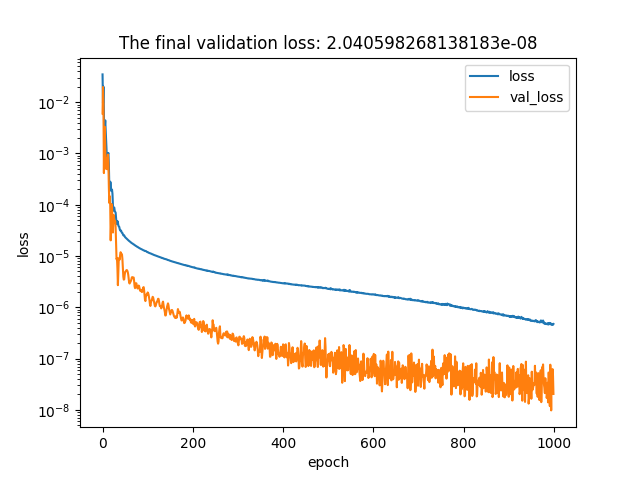 The final validation loss: 2.040598268138183e-08
loss
val_loss
10⁻²
10⁻³
10⁻⁴
10⁻⁵
10⁻⁶
10⁻⁷
10⁻⁸
loss
0 200 400 600 800 1000
epoch